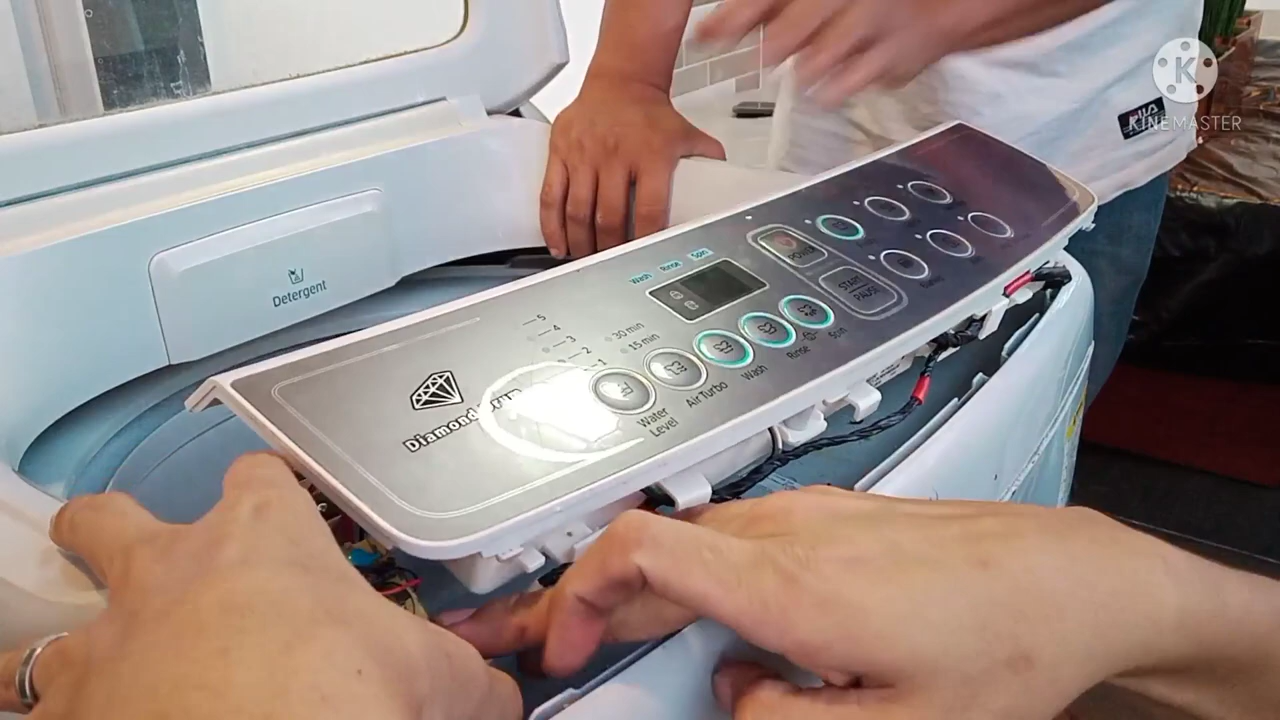 KINEMASTER
Detergent
Wash Rinse Spin
POWER
START
PAUSE
5
4
3
2
1
30 min
15 min
Diamond Drum
Water
Level
Air Turbo
Wash
Rinse
Spin